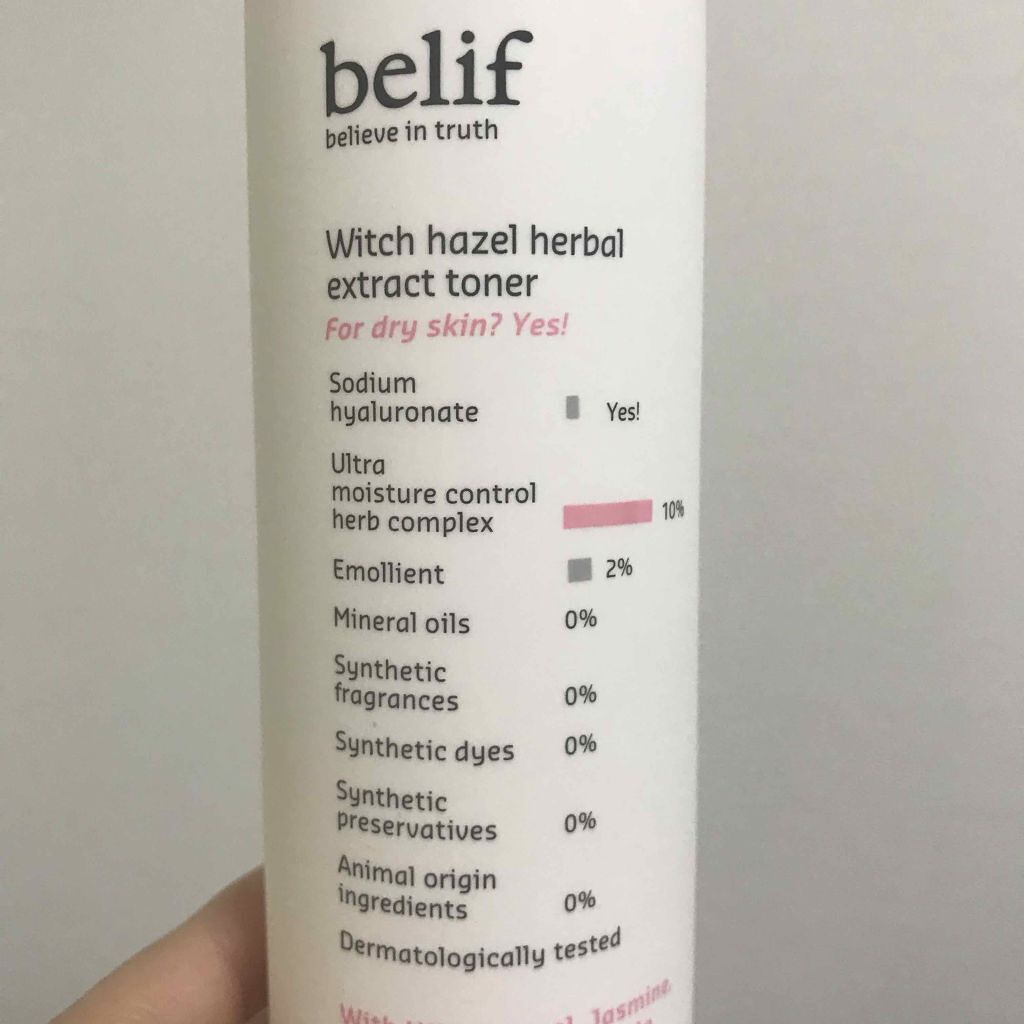 belif
believe in truth
Witch hazel herbal
extract toner
For dry skin? Yes!
Sodium
hyaluronate Yes!
Ultra
moisture control
herb complex 10%
Emollient 2%
Mineral oils 0%
Synthetic
fragrances 0%
Synthetic dyes 0%
Synthetic
preservatives 0%
Animal origin
ingredients 0%
Dermatologically tested
With Jasmine